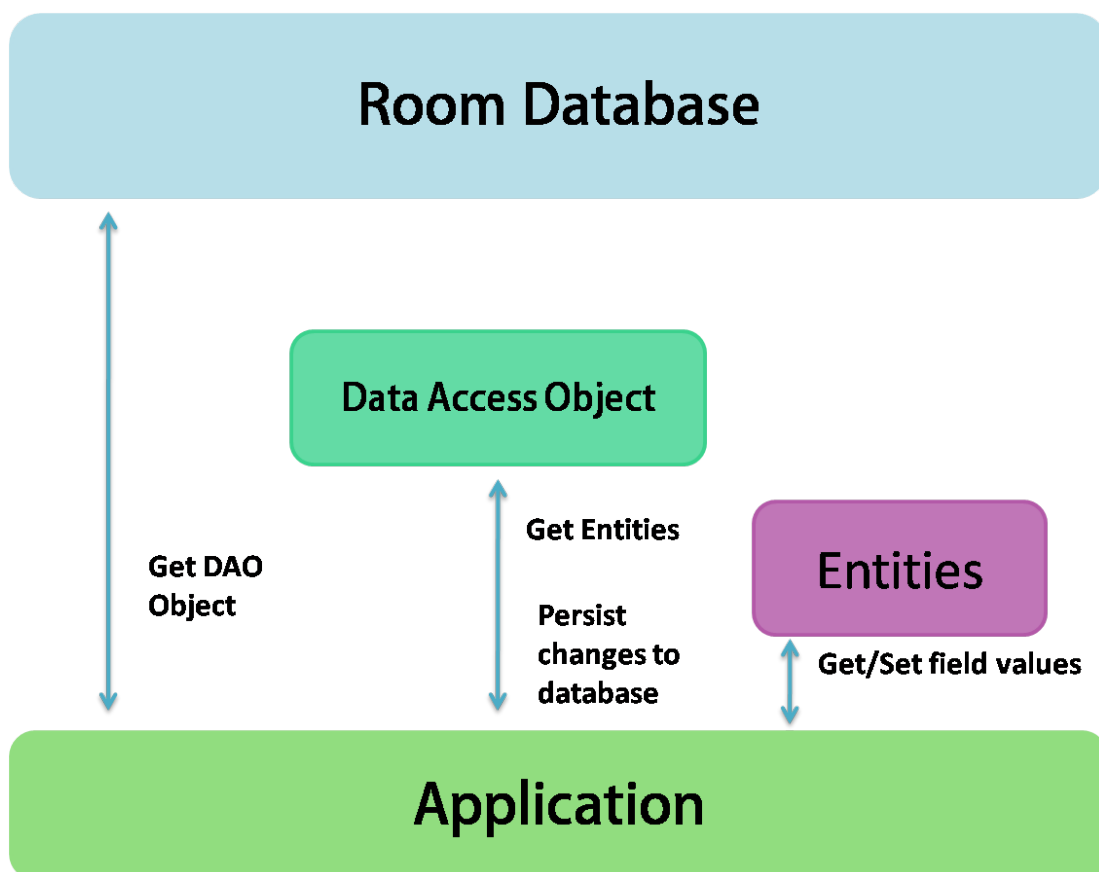 Room Database
Data Access Object
Get Entities
Entities
Get DAO
Object
Persist
changes to
database
Get/Set field values
Application